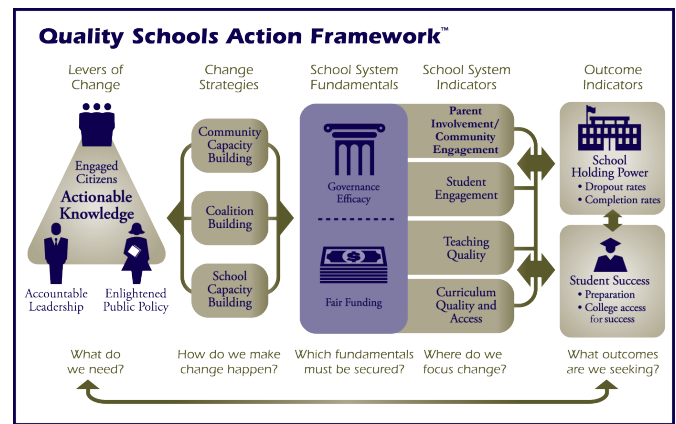 Quality Schools Action Framework™
Levers of
Change
Change
Strategies
School System
Fundamentals
School System
Indicators
Outcome
Indicators
Engaged
Citizens
Actionable
Knowledge
Accountable
Leadership
Enlightened
Public Policy
Community
Capacity
Building
Coalition
Building
School
Capacity
Building
Governance
Efficacy
$
Fair Funding
Parent
Involvement/
Community
Engagement
Student
Engagement
Teaching
Quality
Curriculum
Quality and
Access
School
Holding Power
• Dropout rates
• Completion rates
Student Success
• Preparation
• College access
for success
What do
we need?
How do we make
change happen?
Which fundamentals
must be secured?
Where do we
focus change?
What outcomes
are we seeking?